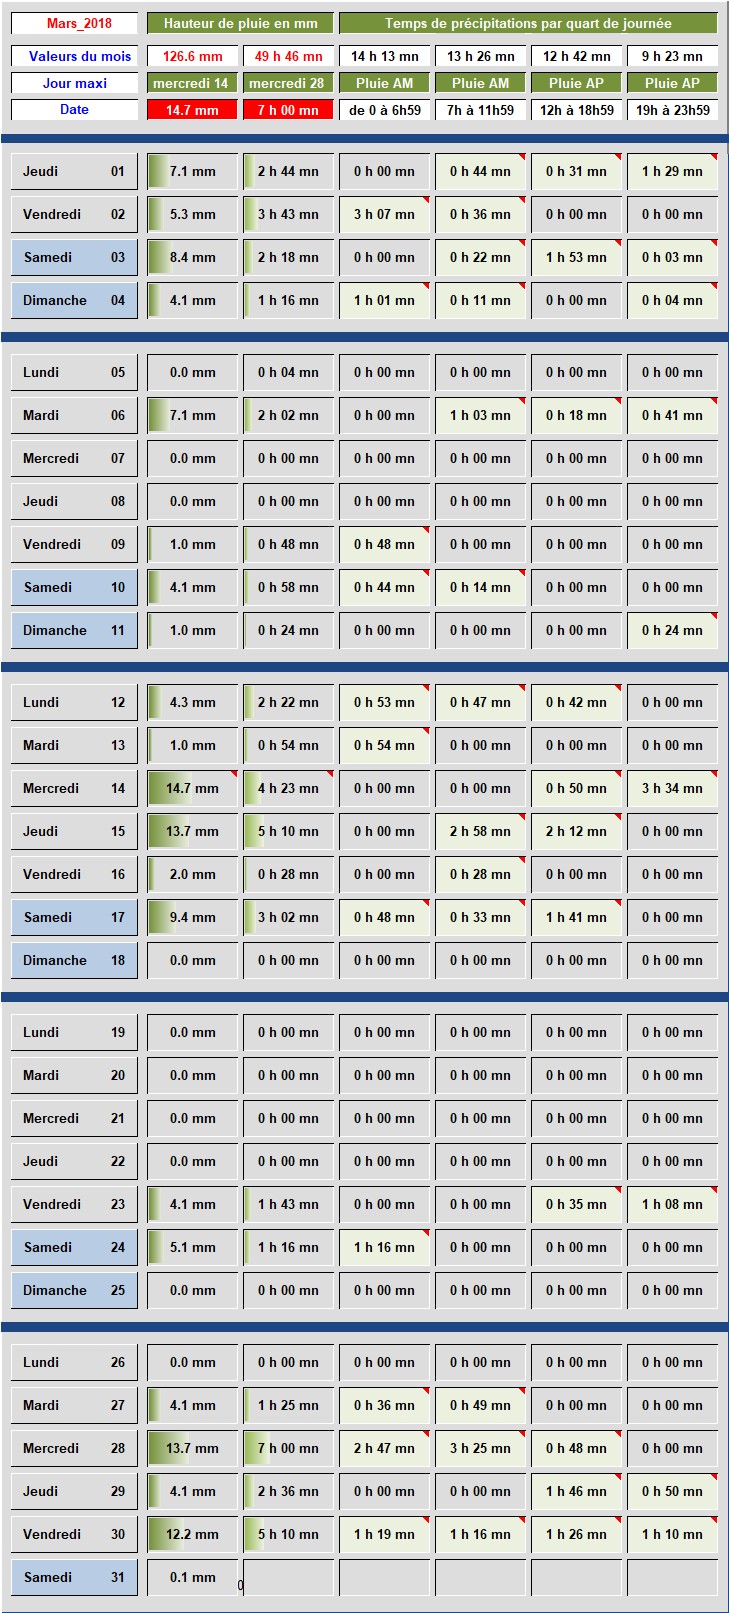 Mars_2018 Hauteur de pluie en mm Temps de précipitations par quart de journée
Valeurs du mois 126.6 mm 49 h 46 mn 14 h 13 mn 13 h 26 mn 12 h 42 mn 9 h 23 mn
Jour maxi mercredi 14 mercredi 28 Pluie AM Pluie AM Pluie AP Pluie AP
Date 14.7 mm 7 h 00 mn de 0 à 6h59 7h à 11h59 12h à 18h59 19h à 23h59
Jeudi 01 7.1 mm 2 h 44 mn 0 h 00 mn 0 h 44 mn 0 h 31 mn 1 h 29 mn
Vendredi 02 5.3 mm 3 h 43 mn 3 h 07 mn 0 h 36 mn 0 h 00 mn 0 h 00 mn
Samedi 03 8.4 mm 2 h 18 mn 0 h 00 mn 0 h 22 mn 1 h 53 mn 0 h 03 mn
Dimanche 04 4.1 mm 1 h 16 mn 1 h 01 mn 0 h 11 mn 0 h 00 mn 0 h 04 mn
Lundi 05 0.0 mm 0 h 04 mn 0 h 00 mn 0 h 00 mn 0 h 00 mn 0 h 00 mn
Mardi 06 7.1 mm 2 h 02 mn 0 h 00 mn 1 h 03 mn 0 h 18 mn 0 h 41 mn
Mercredi 07 0.0 mm 0 h 00 mn 0 h 00 mn 0 h 00 mn 0 h 00 mn 0 h 00 mn
Jeudi 08 0.0 mm 0 h 00 mn 0 h 00 mn 0 h 00 mn 0 h 00 mn 0 h 00 mn
Vendredi 09 1.0 mm 0 h 48 mn 0 h 48 mn 0 h 00 mn 0 h 00 mn 0 h 00 mn
Samedi 10 4.1 mm 0 h 58 mn 0 h 44 mn 0 h 14 mn 0 h 00 mn 0 h 00 mn
Dimanche 11 1.0 mm 0 h 24 mn 0 h 00 mn 0 h 00 mn 0 h 00 mn 0 h 24 mn
Lundi 12 4.3 mm 2 h 22 mn 0 h 53 mn 0 h 47 mn 0 h 42 mn 0 h 00 mn
Mardi 13 1.0 mm 0 h 54 mn 0 h 54 mn 0 h 00 mn 0 h 00 mn 0 h 00 mn
Mercredi 14 14.7 mm 4 h 23 mn 0 h 00 mn 0 h 00 mn 0 h 50 mn 3 h 34 mn
Jeudi 15 13.7 mm 5 h 10 mn 0 h 00 mn 2 h 58 mn 2 h 12 mn 0 h 00 mn
Vendredi 16 2.0 mm 0 h 28 mn 0 h 00 mn 0 h 28 mn 0 h 00 mn 0 h 00 mn
Samedi 17 9.4 mm 3 h 02 mn 0 h 48 mn 0 h 33 mn 1 h 41 mn 0 h 00 mn
Dimanche 18 0.0 mm 0 h 00 mn 0 h 00 mn 0 h 00 mn 0 h 00 mn 0 h 00 mn
Lundi 19 0.0 mm 0 h 00 mn 0 h 00 mn 0 h 00 mn 0 h 00 mn 0 h 00 mn
Mardi 20 0.0 mm 0 h 00 mn 0 h 00 mn 0 h 00 mn 0 h 00 mn 0 h 00 mn
Mercredi 21 0.0 mm 0 h 00 mn 0 h 00 mn 0 h 00 mn 0 h 00 mn 0 h 00 mn
Jeudi 22 0.0 mm 0 h 00 mn 0 h 00 mn 0 h 00 mn 0 h 00 mn 0 h 00 mn
Vendredi 23 4.1 mm 1 h 43 mn 0 h 00 mn 0 h 00 mn 0 h 35 mn 1 h 08 mn
Samedi 24 5.1 mm 1 h 16 mn 1 h 16 mn 0 h 00 mn 0 h 00 mn 0 h 00 mn
Dimanche 25 0.0 mm 0 h 00 mn 0 h 00 mn 0 h 00 mn 0 h 00 mn 0 h 00 mn
Lundi 26 0.0 mm 0 h 00 mn 0 h 00 mn 0 h 00 mn 0 h 00 mn 0 h 00 mn
Mardi 27 4.1 mm 1 h 25 mn 0 h 36 mn 0 h 49 mn 0 h 00 mn 0 h 00 mn
Mercredi 28 13.7 mm 7 h 00 mn 2 h 47 mn 3 h 25 mn 0 h 48 mn 0 h 00 mn
Jeudi 29 4.1 mm 2 h 36 mn 0 h 00 mn 0 h 00 mn 1 h 46 mn 0 h 50 mn
Vendredi 30 12.2 mm 5 h 10 mn 1 h 19 mn 1 h 16 mn 1 h 26 mn 1 h 10 mn
Samedi 31 0.1 mm 0